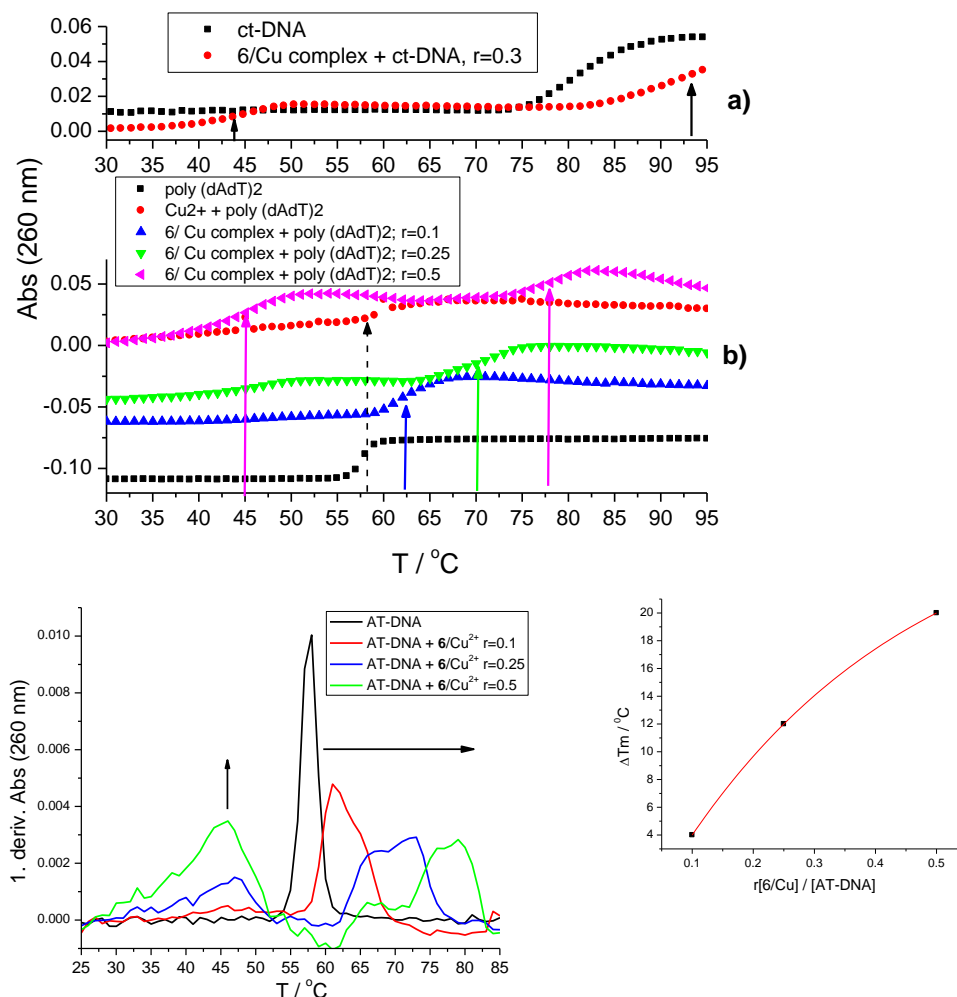 ct-DNA
6/Cu complex + ct-DNA, r=0.3
a)
0.06
0.04
0.02
0.00
30 35 40 45 50 55 60 65 70 75 80 85 90 95
Abs (260 nm)
poly (dAdT)2
Cu2+ + poly (dAdT)2
6/ Cu complex + poly (dAdT)2; r=0.1
6/ Cu complex + poly (dAdT)2; r=0.25
6/ Cu complex + poly (dAdT)2; r=0.5
b)
0.05
0.00
-0.05
-0.10
30 35 40 45 50 55 60 65 70 75 80 85 90 95
T / °C
1. deriv. Abs (260 nm)
0.010
0.008
0.006
0.004
0.002
0.000
AT-DNA
AT-DNA + 6/Cu²⁺ r=0.1
AT-DNA + 6/Cu²⁺ r=0.25
AT-DNA + 6/Cu²⁺ r=0.5
25 30 35 40 45 50 55 60 65 70 75 80 85
T / °C
ΔTm / °C
20
18
16
14
12
10
8
6
4
0.1 0.2 0.3 0.4 0.5
r[6/Cu] / [AT-DNA]